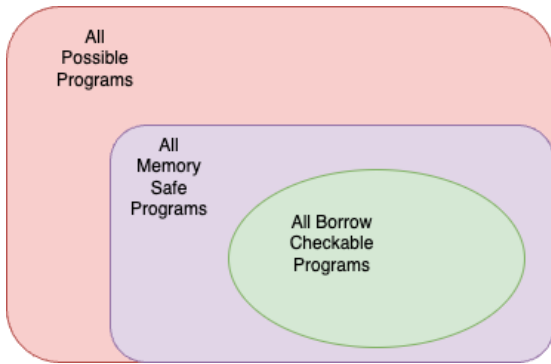 All
Possible
Programs
All
Memory
Safe
Programs
All Borrow
Checkable
Programs